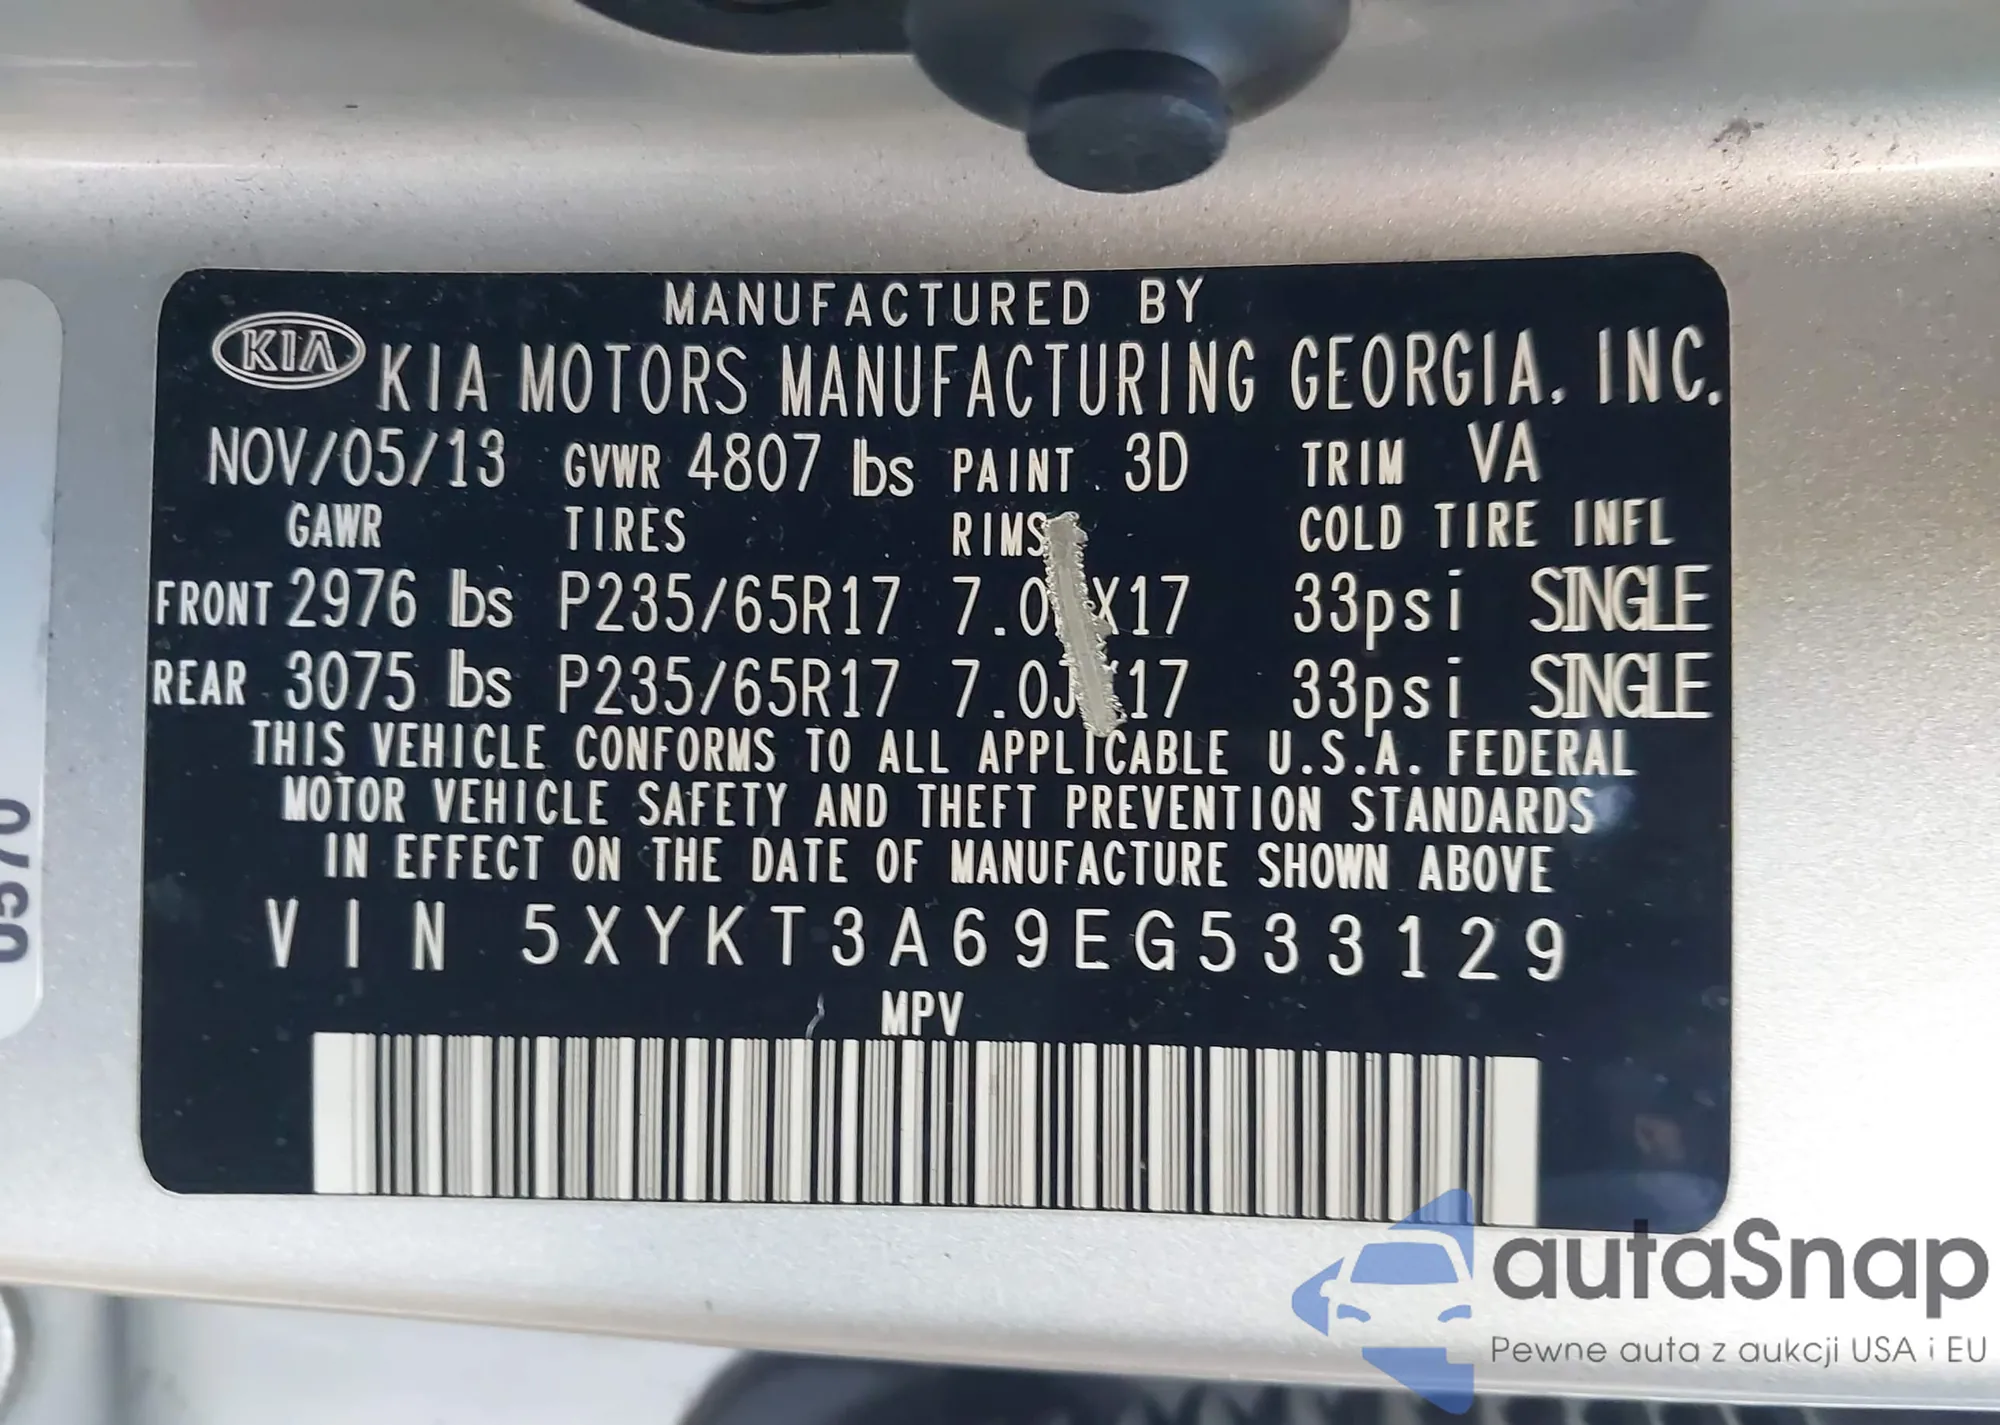 MANUFACTURED BY
KIA KIA MOTORS MANUFACTURING GEORGIA, INC.
NOV/05/13 GVWR 4807 lbs PAINT 3D TRIM VA
GAWR TIRES RIMS COLD TIRE INFL
FRONT 2976 lbs P235/65R17 7.0 X17 33psi SINGLE
REAR 3075 lbs P235/65R17 7.0J 17 33psi SINGLE
THIS VEHICLE CONFORMS TO ALL APPLICABLE U.S.A. FEDERAL
MOTOR VEHICLE SAFETY AND THEFT PREVENTION STANDARDS
IN EFFECT ON THE DATE OF MANUFACTURE SHOWN ABOVE
VIN 5XYKT3A69EG533129
MPV
autaSnap
Pewne auta z aukcji USA i EU